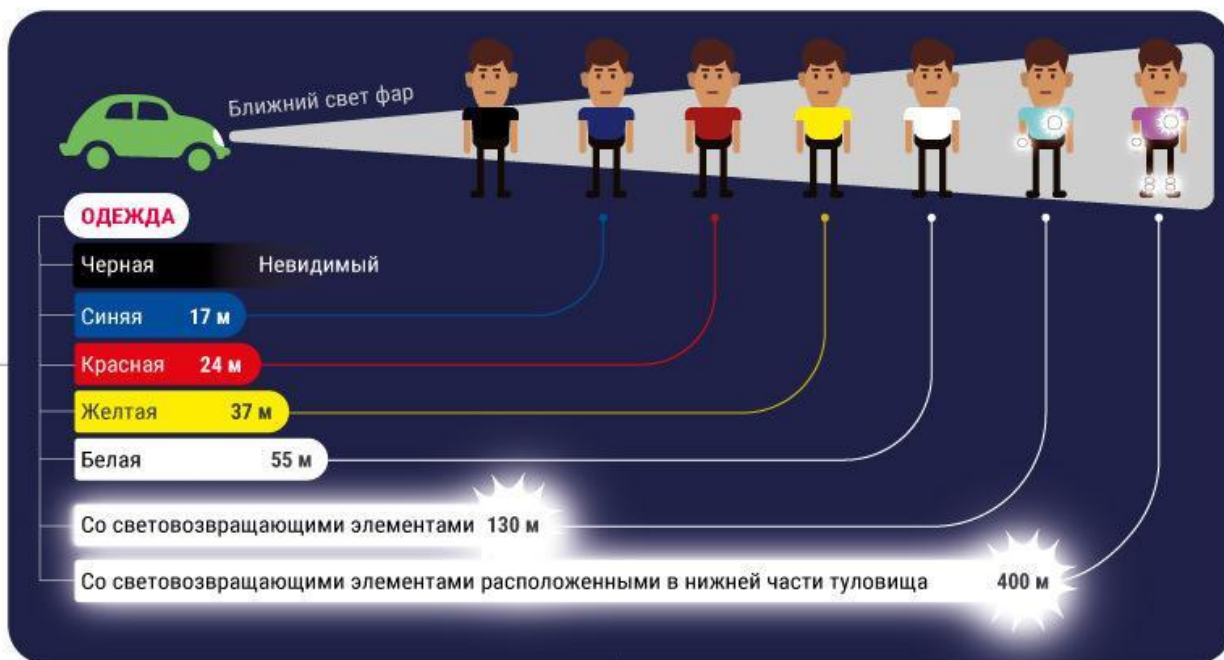 Ближний свет фар
ОДЕЖДА
Черная Невидимый
Синяя 17 м
Красная 24 м
Желтая 37 м
Белая 55 м
Со световозвращающими элементами 130 м
Со световозвращающими элементами расположенными в нижней части туловища 400 м